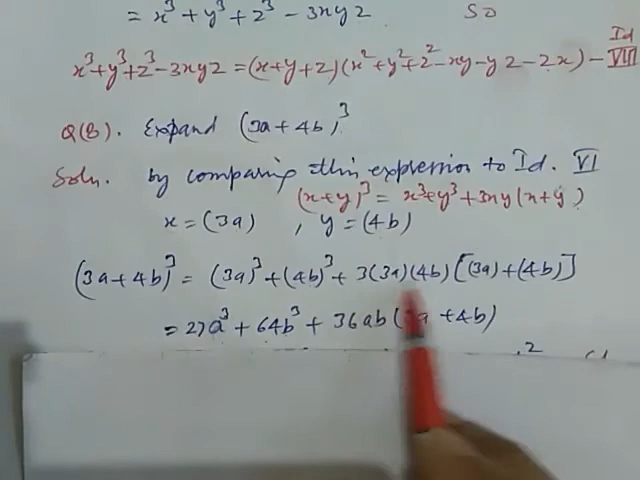 = x³ + y³ + z³ - 3xyz so
x³+y³+z³-3xyz = (x+y+z)(x²+y²+z²-xy-yz-zx) - Id VIII
Q(B). Expand (3a+4b)³
Soln. by comparing this expression to Id. VI
(x+y)³ = x³+y³+3xy(x+y)
x = (3a) , y = (4b)
(3a+4b)³ = (3a)³+(4b)³+ 3(3a)(4b)[(3a)+(4b)]
= 27a³ + 64b³ + 36ab(3a+4b)